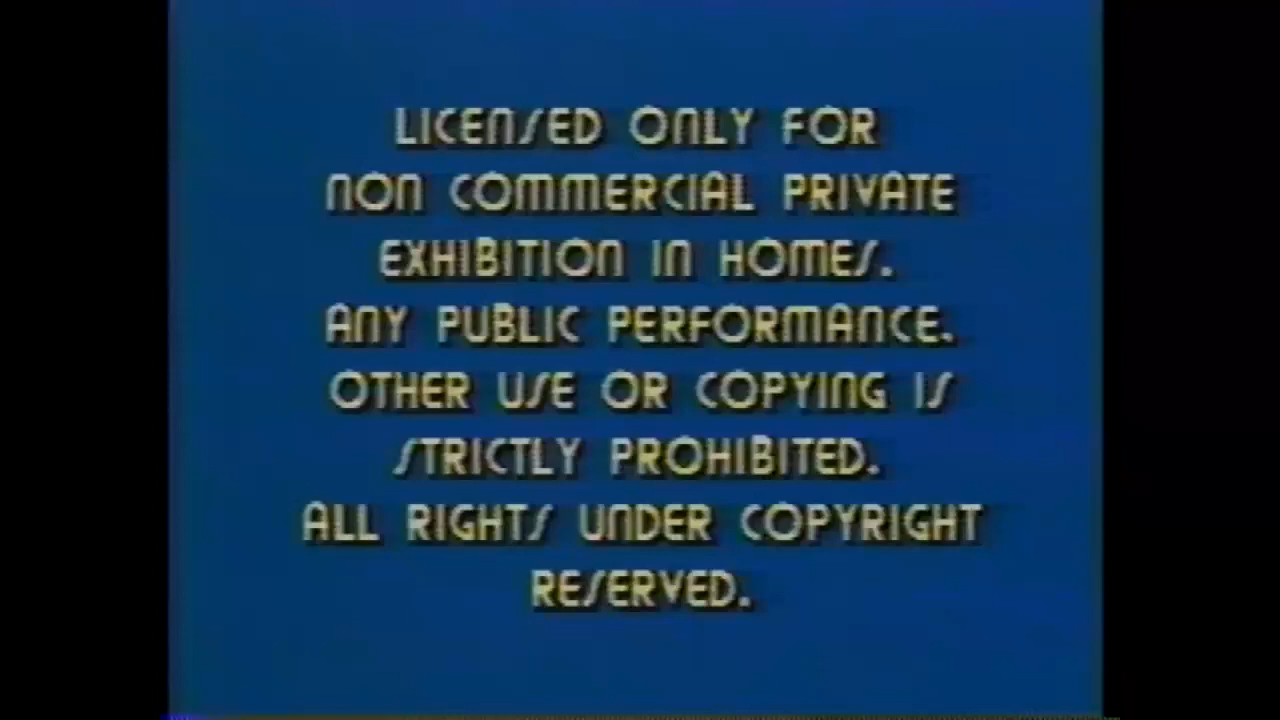 LICENSED ONLY FOR
NON COMMERCIAL PRIVATE
EXHIBITION IN HOMES.
ANY PUBLIC PERFORMANCE.
OTHER USE OR COPYING IS
STRICTLY PROHIBITED.
ALL RIGHTS UNDER COPYRIGHT
RESERVED.